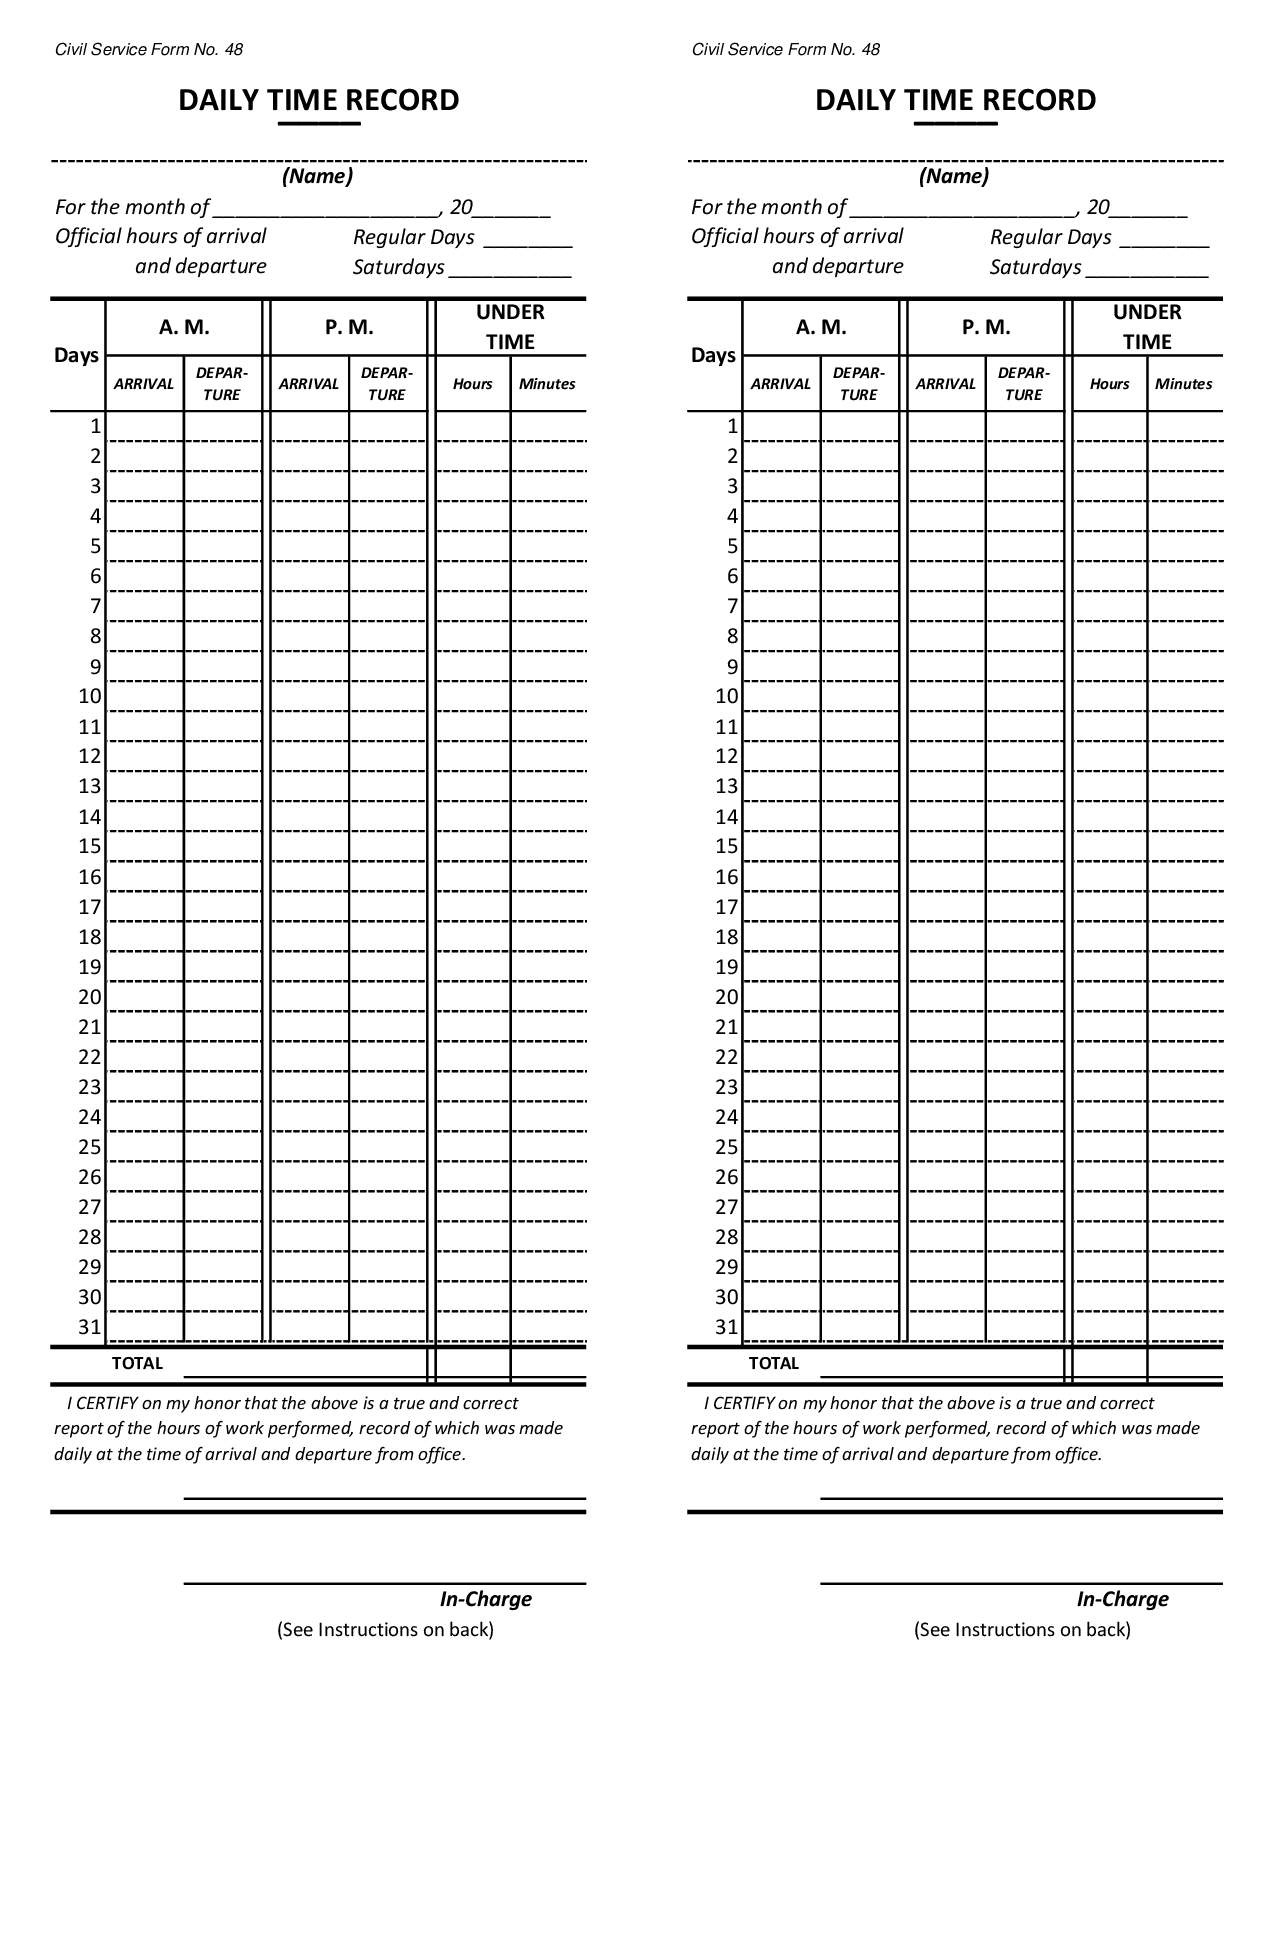 Civil Service Form No. 48
DAILY TIME RECORD
(Name)
For the month of ____________________, 20_______
Official hours of arrival Regular Days ________
and departure Saturdays ___________
Days A. M. P. M. UNDER TIME
ARRIVAL DEPAR-TURE ARRIVAL DEPAR-TURE Hours Minutes
1
2
3
4
5
6
7
8
9
10
11
12
13
14
15
16
17
18
19
20
21
22
23
24
25
26
27
28
29
30
31
TOTAL
I CERTIFY on my honor that the above is a true and correct
report of the hours of work performed, record of which was made
daily at the time of arrival and departure from office.
In-Charge
(See Instructions on back)
Civil Service Form No. 48
DAILY TIME RECORD
(Name)
For the month of ____________________, 20_______
Official hours of arrival Regular Days ________
and departure Saturdays ___________
Days A. M. P. M. UNDER TIME
ARRIVAL DEPAR-TURE ARRIVAL DEPAR-TURE Hours Minutes
1
2
3
4
5
6
7
8
9
10
11
12
13
14
15
16
17
18
19
20
21
22
23
24
25
26
27
28
29
30
31
TOTAL
I CERTIFY on my honor that the above is a true and correct
report of the hours of work performed, record of which was made
daily at the time of arrival and departure from office.
In-Charge
(See Instructions on back)